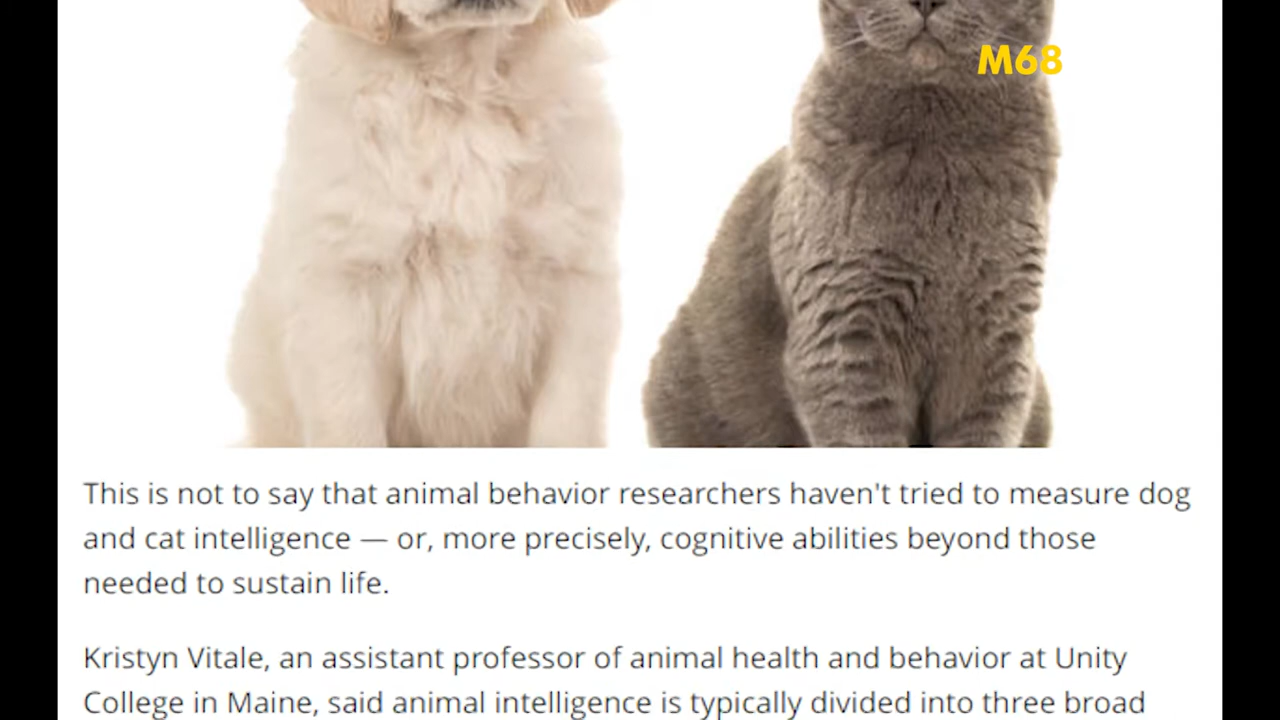 M68
This is not to say that animal behavior researchers haven't tried to measure dog
and cat intelligence — or, more precisely, cognitive abilities beyond those
needed to sustain life.
Kristyn Vitale, an assistant professor of animal health and behavior at Unity
College in Maine, said animal intelligence is typically divided into three broad